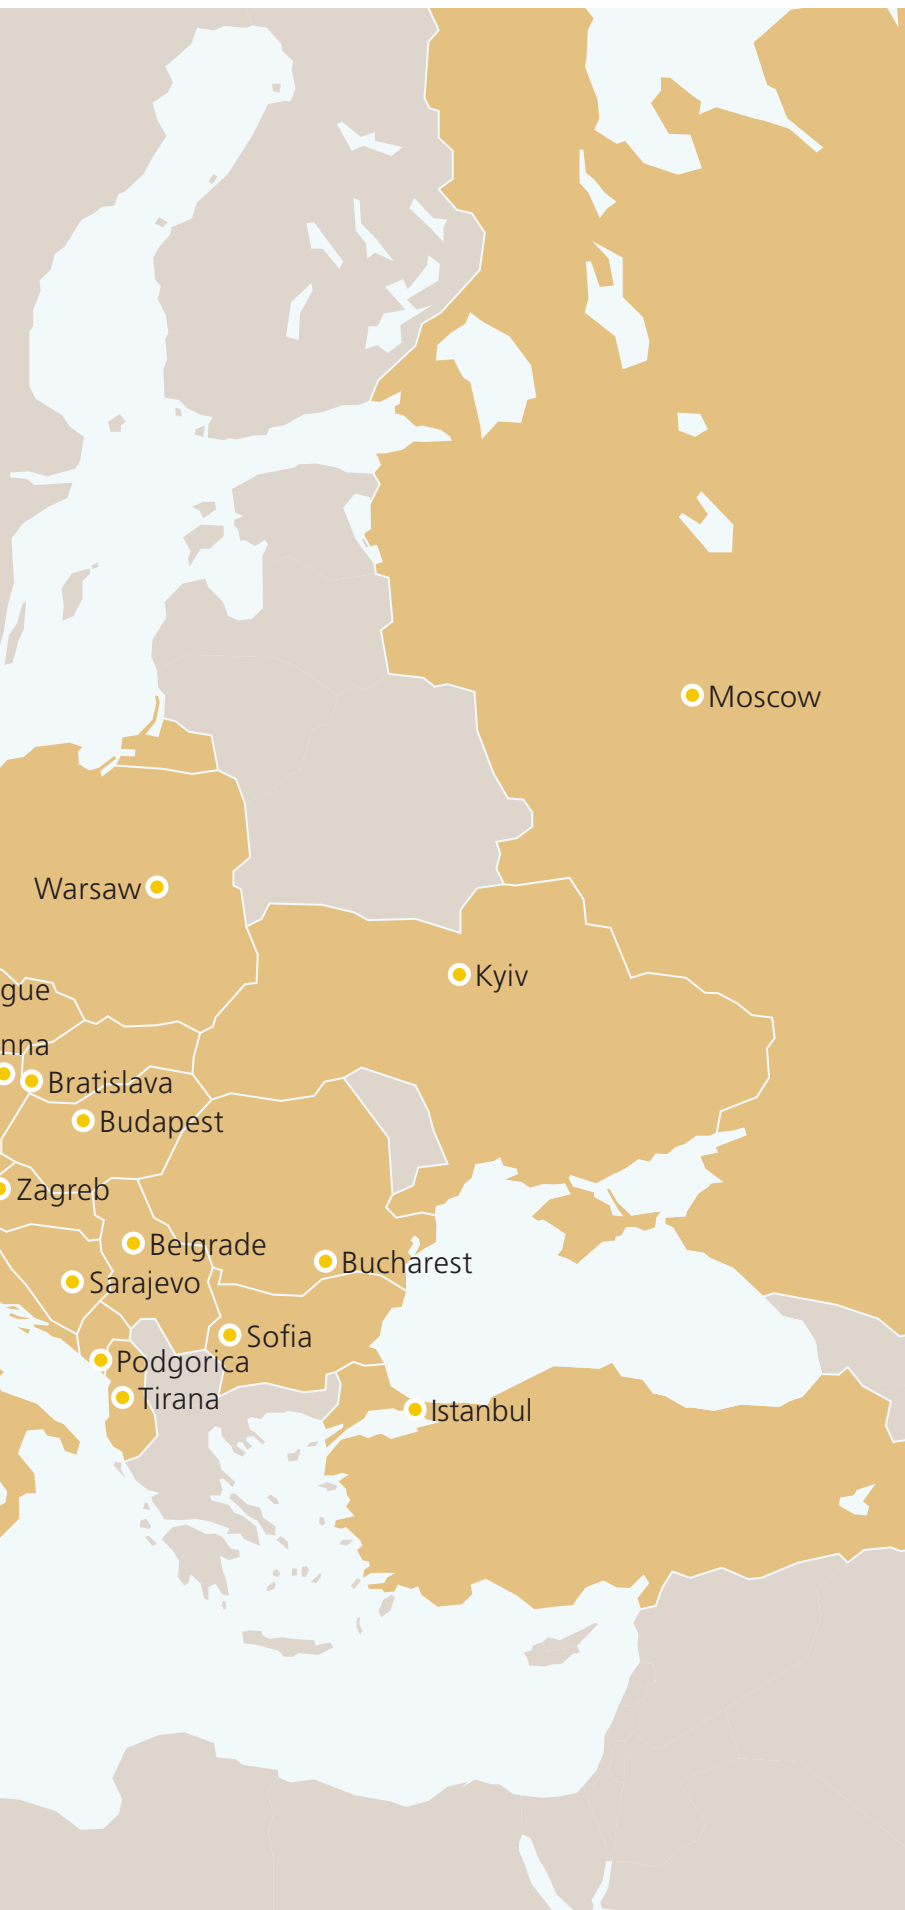 Moscow
Warsaw
Kyiv
gue
nna
Bratislava
Budapest
Zagreb
Belgrade
Bucharest
Sarajevo
Sofia
Podgorica
Tirana
Istanbul